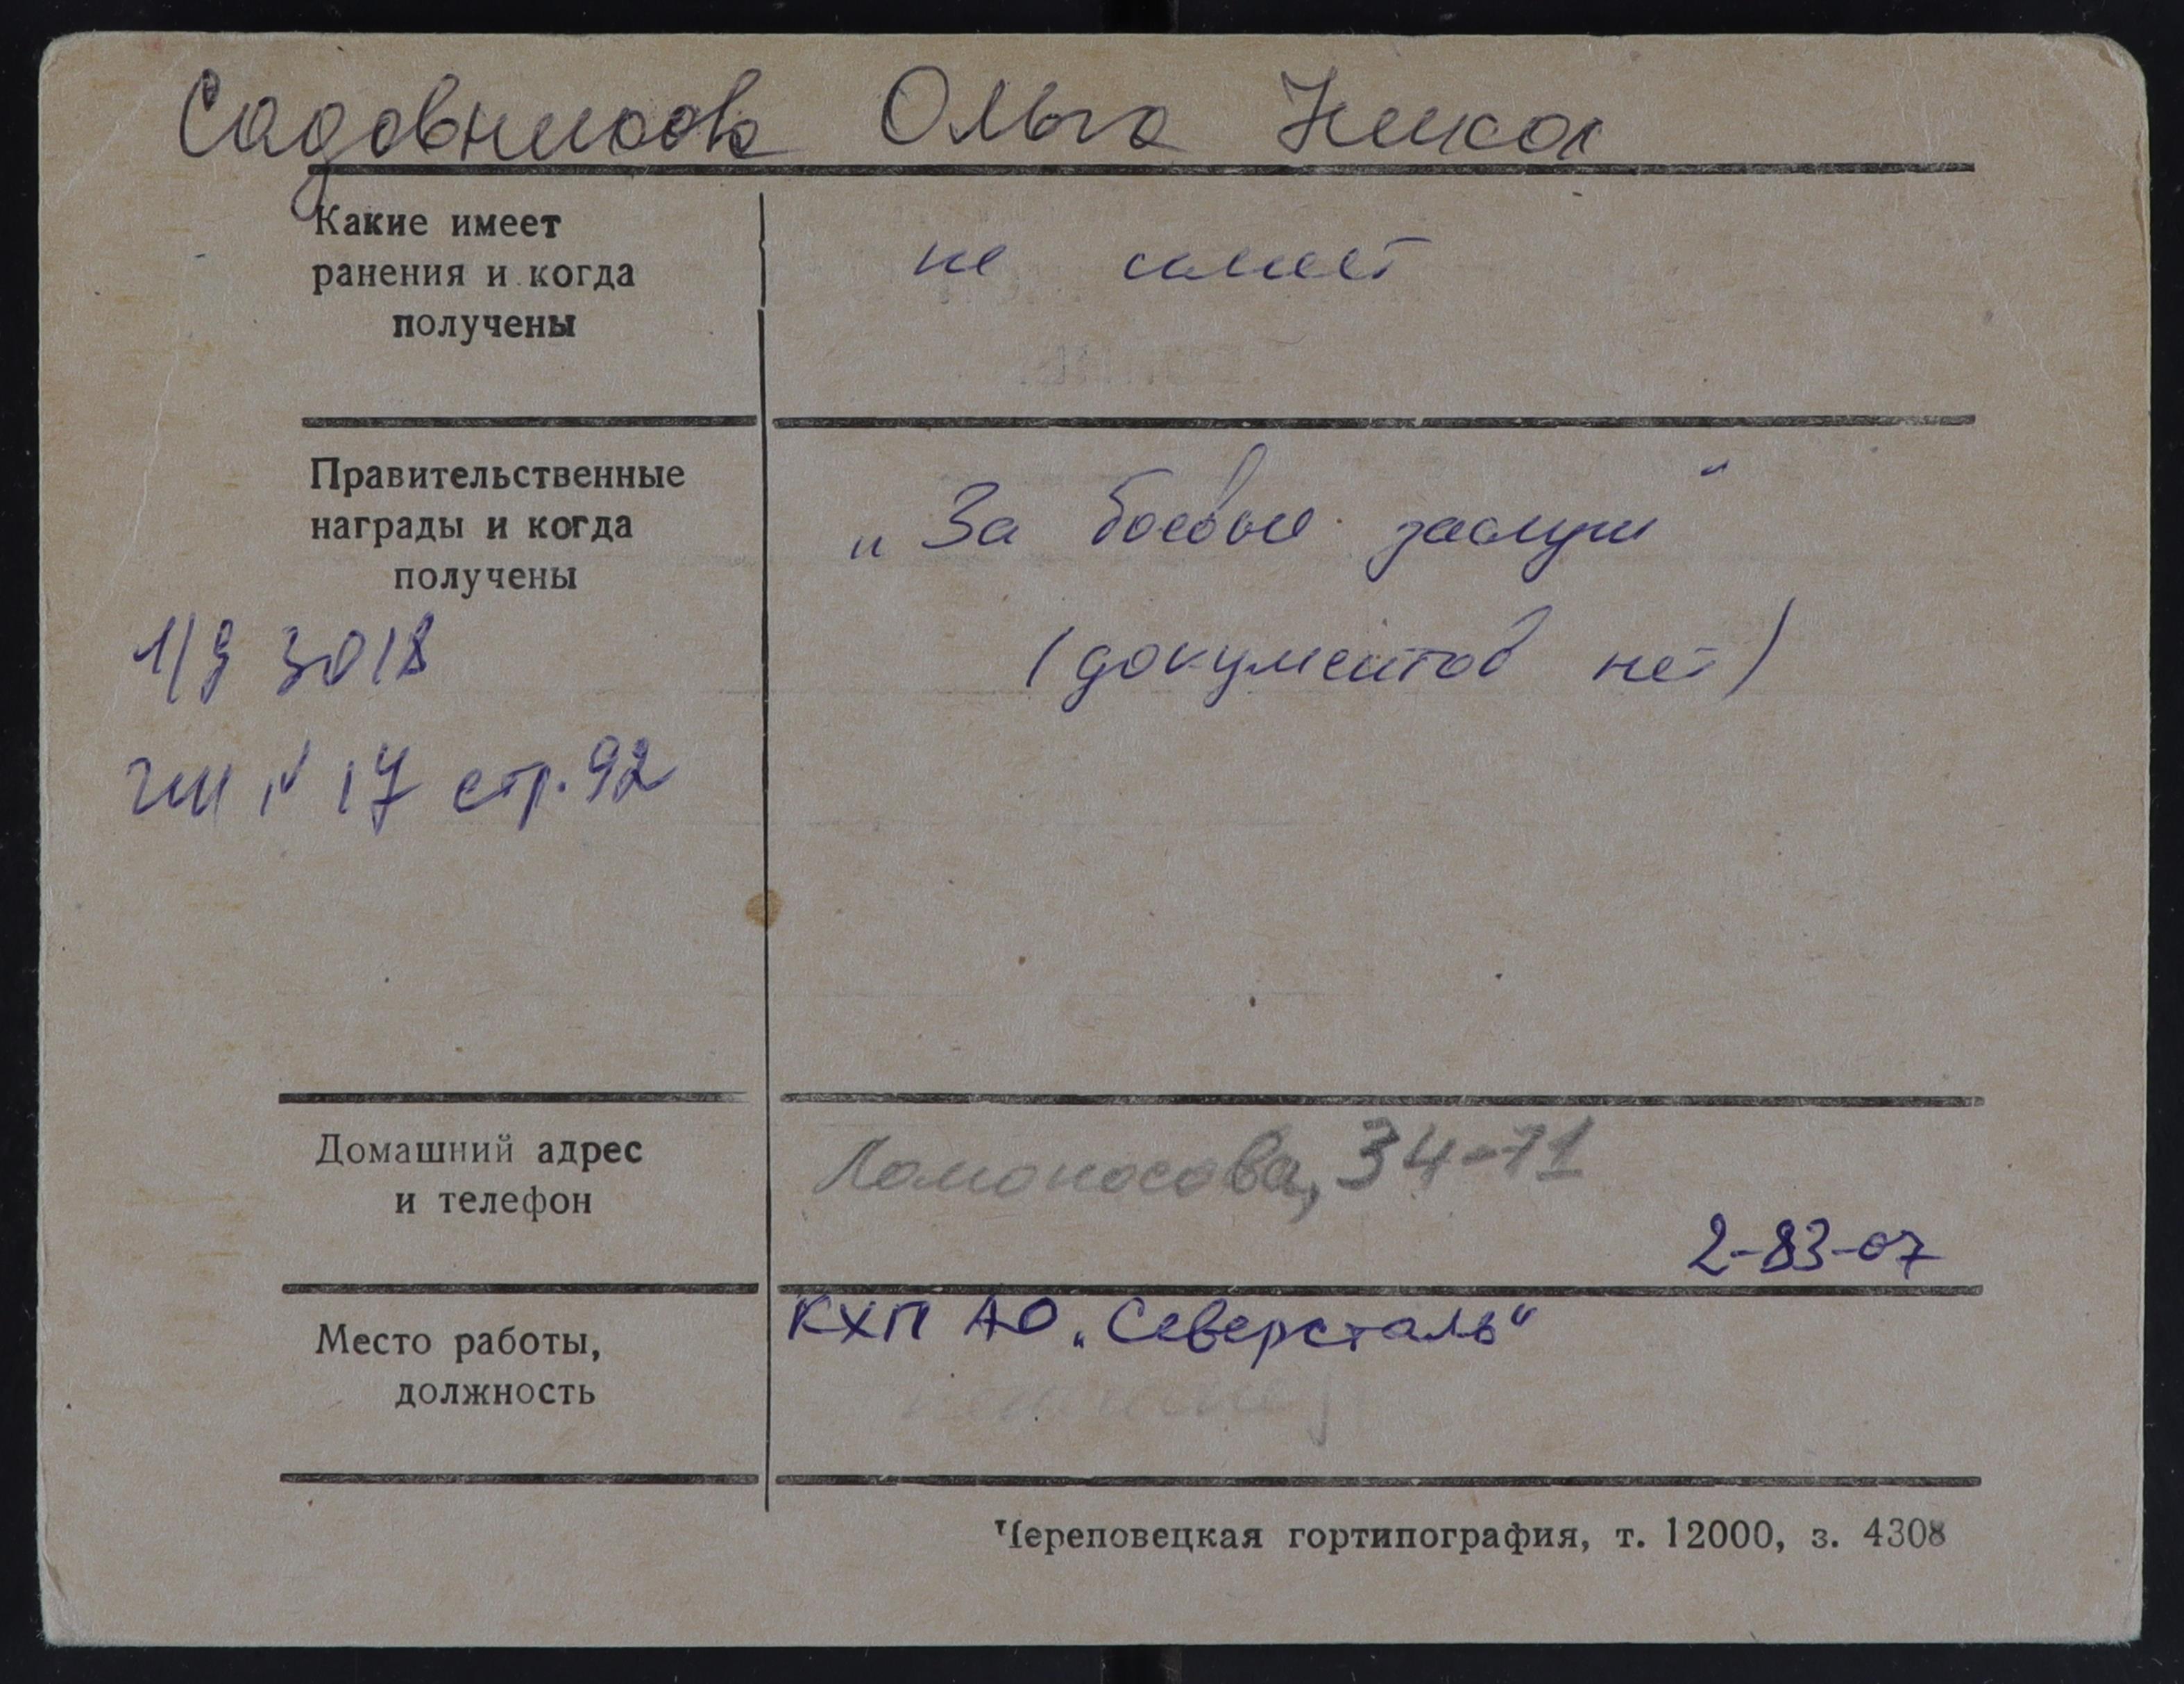 Садовникова Ольга Никол
Какие имеет
ранения и когда
получены
не имеет
Правительственные
награды и когда
получены
„За боевые заслуги“
(документов нет)
1/9 3018
№ 17 стр. 92
Домашний адрес
и телефон
Ломоносова, 34-71
2-83-07
Место работы,
должность
КХП АО „Северсталь“
Череповецкая гортипография, т. 12000, з. 4308